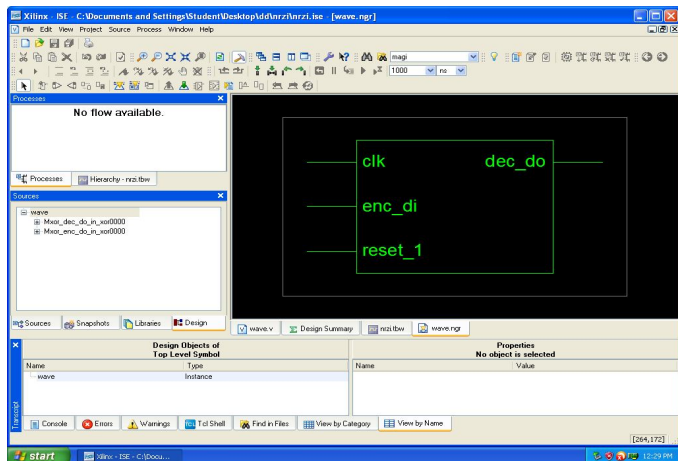 Xilinx - ISE - C:\Documents and Settings\Student\Desktop\dd\nrzi\nrzi.ise - [wave.ngr]
File Edit View Project Source Process Window Help
magi
1000 ns
Processes
No flow available.
Processes Hierarchy - nrzi.tbw
Sources
wave
Mxor_dec_do_in_xor0000
Mxor_enc_do_in_xor0000
Sources Snapshots Libraries Design
clk dec_do
enc_di
reset_1
wave.v Design Summary nrzi.tbw wave.ngr
Transcript
Design Objects of
Top Level Symbol
Properties
No object is selected
Name Type Name Value
wave Instance
Console Errors Warnings Tcl Shell Find in Files View by Category View by Name
[264,172]
start Xilinx - ISE - C:\Docu... 12:29 PM